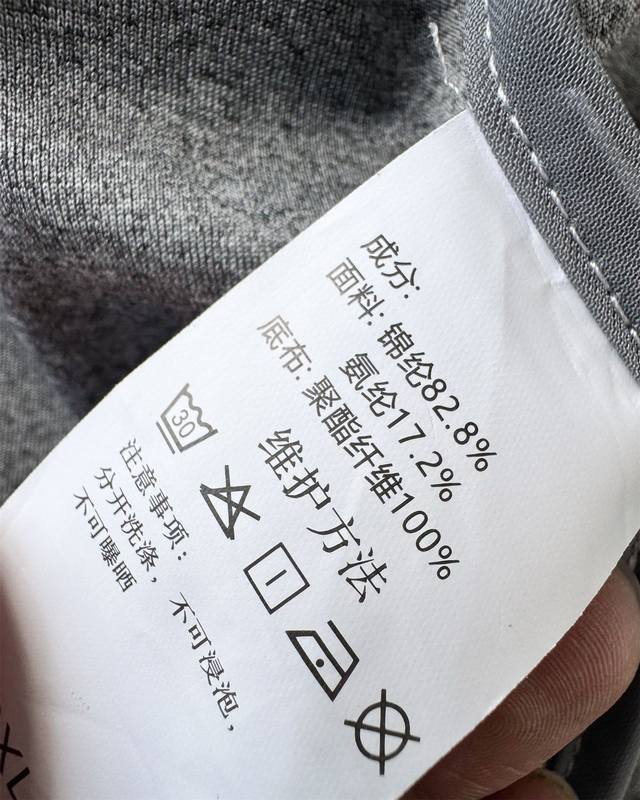 成分:
面料: 锦纶82.8%
氨纶17.2%
底布: 聚酯纤维100%
维护方法
30
注意事项:
分开洗涤, 不可浸泡,
不可曝晒
XL